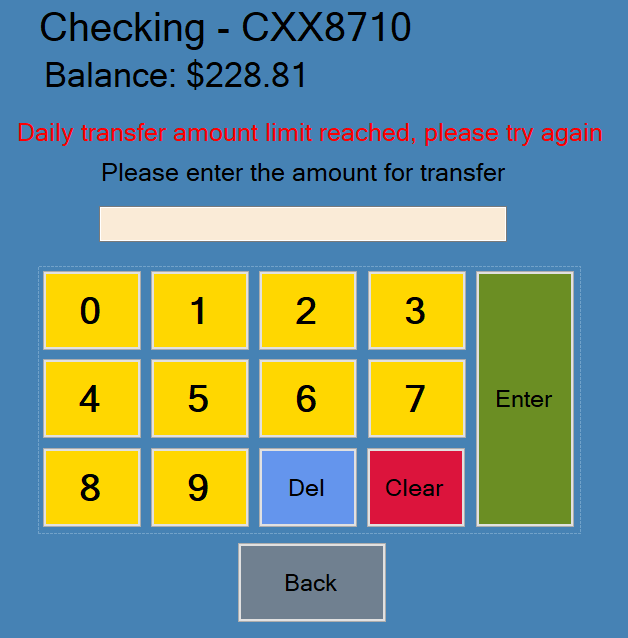 Checking - CXX8710
Balance: $228.81
Daily transfer amount limit reached, please try again
Please enter the amount for transfer
0 1 2 3
4 5 6 7 Enter
8 9 Del Clear
Back